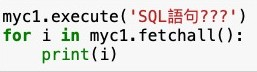 myc1.execute('SQL語句???')
for i in myc1.fetchall():
    print(i)